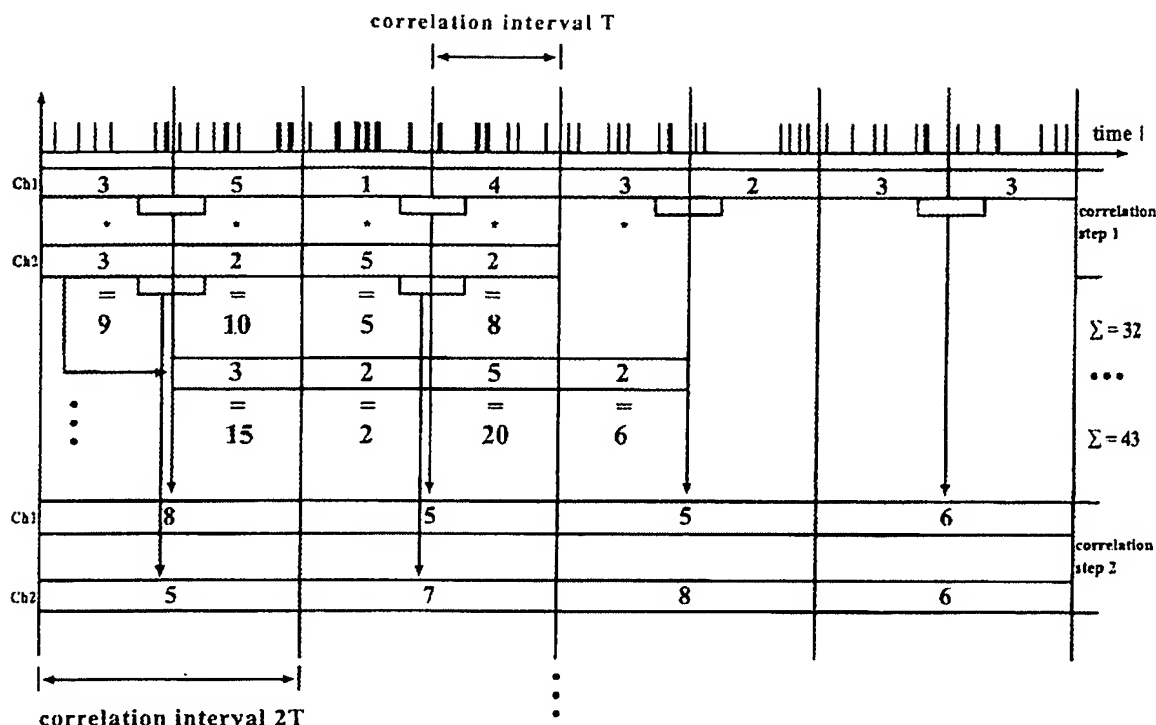 correlation interval T
time l
Ch1 3 5 1 4 3 2 3 3
correlation
step 1
* * * * *
Ch2 3 2 5 2
= = = =
9 10 5 8 Σ = 32
3 2 5 2 •••
= = = =
15 2 20 6 Σ = 43
Ch1 8 5 5 6
correlation
step 2
Ch2 5 7 8 6
correlation interval 2T